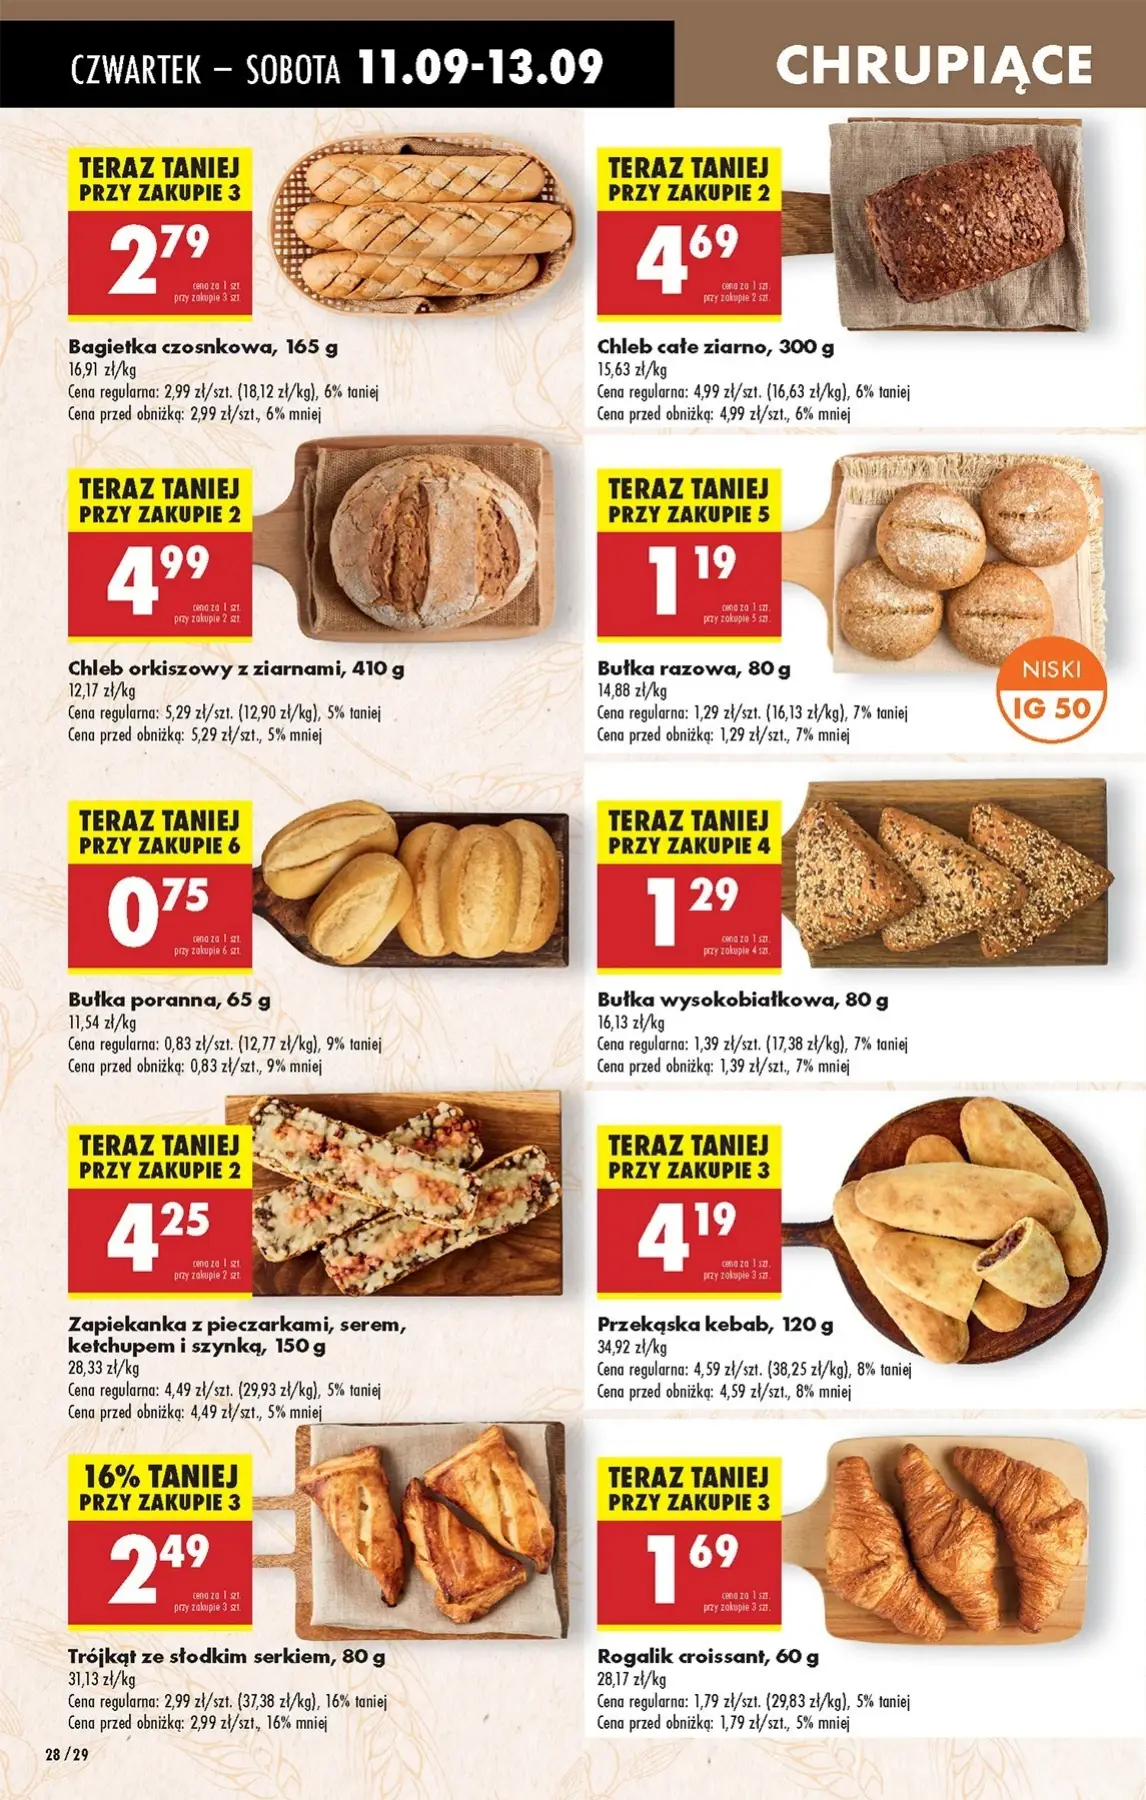 CZWARTEK – SOBOTA 11.09-13.09
CHRUPIĄCE
TERAZ TANIEJ
PRZY ZAKUPIE 3
2 79
cena za 1 szt.
przy zakupie 3 szt.
Bagietka czosnkowa, 165 g
16,91 zł/kg
Cena regularna: 2,99 zł/szt. (18,12 zł/kg), 6% taniej
Cena przed obniżką: 2,99 zł/szt., 6% mniej
TERAZ TANIEJ
PRZY ZAKUPIE 2
4 69
cena za 1 szt.
przy zakupie 2 szt.
Chleb całe ziarno, 300 g
15,63 zł/kg
Cena regularna: 4,99 zł/szt. (16,63 zł/kg), 6% taniej
Cena przed obniżką: 4,99 zł/szt., 6% mniej
TERAZ TANIEJ
PRZY ZAKUPIE 2
4 99
cena za 1 szt.
przy zakupie 2 szt.
Chleb orkiszowy z ziarnami, 410 g
12,17 zł/kg
Cena regularna: 5,29 zł/szt. (12,90 zł/kg), 5% taniej
Cena przed obniżką: 5,29 zł/szt., 5% mniej
TERAZ TANIEJ
PRZY ZAKUPIE 5
1 19
cena za 1 szt.
przy zakupie 5 szt.
Bułka razowa, 80 g
14,88 zł/kg
Cena regularna: 1,29 zł/szt. (16,13 zł/kg), 7% taniej
Cena przed obniżką: 1,29 zł/szt., 7% mniej
NISKI
IG 50
TERAZ TANIEJ
PRZY ZAKUPIE 6
0 75
cena za 1 szt.
przy zakupie 6 szt.
Bułka poranna, 65 g
11,54 zł/kg
Cena regularna: 0,83 zł/szt. (12,77 zł/kg), 9% taniej
Cena przed obniżką: 0,83 zł/szt., 9% mniej
TERAZ TANIEJ
PRZY ZAKUPIE 4
1 29
cena za 1 szt.
przy zakupie 4 szt.
Bułka wysokobiałkowa, 80 g
16,13 zł/kg
Cena regularna: 1,39 zł/szt. (17,38 zł/kg), 7% taniej
Cena przed obniżką: 1,39 zł/szt., 7% mniej
TERAZ TANIEJ
PRZY ZAKUPIE 2
4 25
cena za 1 szt.
przy zakupie 2 szt.
Zapiekanka z pieczarkami, serem,
ketchupem i szynką, 150 g
28,33 zł/kg
Cena regularna: 4,49 zł/szt. (29,93 zł/kg), 5% taniej
Cena przed obniżką: 4,49 zł/szt., 5% mniej
TERAZ TANIEJ
PRZY ZAKUPIE 3
4 19
cena za 1 szt.
przy zakupie 3 szt.
Przekąska kebab, 120 g
34,92 zł/kg
Cena regularna: 4,59 zł/szt. (38,25 zł/kg), 8% taniej
Cena przed obniżką: 4,59 zł/szt., 8% mniej
16% TANIEJ
PRZY ZAKUPIE 3
2 49
cena za 1 szt.
przy zakupie 3 szt.
Trójkąt ze słodkim serkiem, 80 g
31,13 zł/kg
Cena regularna: 2,99 zł/szt. (37,38 zł/kg), 16% taniej
Cena przed obniżką: 2,99 zł/szt., 16% mniej
TERAZ TANIEJ
PRZY ZAKUPIE 3
1 69
cena za 1 szt.
przy zakupie 3 szt.
Rogalik croissant, 60 g
28,17 zł/kg
Cena regularna: 1,79 zł/szt. (29,83 zł/kg), 5% taniej
Cena przed obniżką: 1,79 zł/szt., 5% mniej
28 / 29